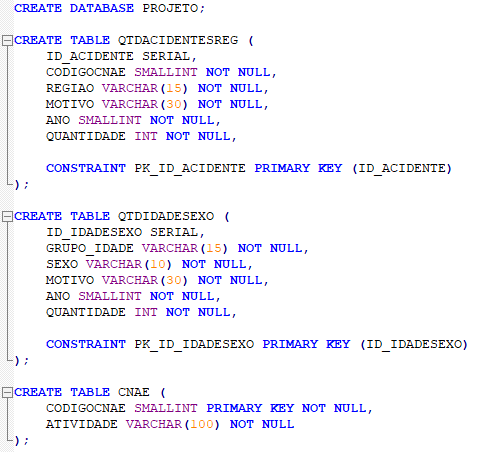 CREATE DATABASE PROJETO;
CREATE TABLE QTDACIDENTESREG (
ID_ACIDENTE SERIAL,
CODIGOCNAE SMALLINT NOT NULL,
REGIAO VARCHAR(15) NOT NULL,
MOTIVO VARCHAR(30) NOT NULL,
ANO SMALLINT NOT NULL,
QUANTIDADE INT NOT NULL,
CONSTRAINT PK_ID_ACIDENTE PRIMARY KEY (ID_ACIDENTE)
);
CREATE TABLE QTDIDADESEXO (
ID_IDADESEXO SERIAL,
GRUPO_IDADE VARCHAR(15) NOT NULL,
SEXO VARCHAR(10) NOT NULL,
MOTIVO VARCHAR(30) NOT NULL,
ANO SMALLINT NOT NULL,
QUANTIDADE INT NOT NULL,
CONSTRAINT PK_ID_IDADESEXO PRIMARY KEY (ID_IDADESEXO)
);
CREATE TABLE CNAE (
CODIGOCNAE SMALLINT PRIMARY KEY NOT NULL,
ATIVIDADE VARCHAR(100) NOT NULL
);